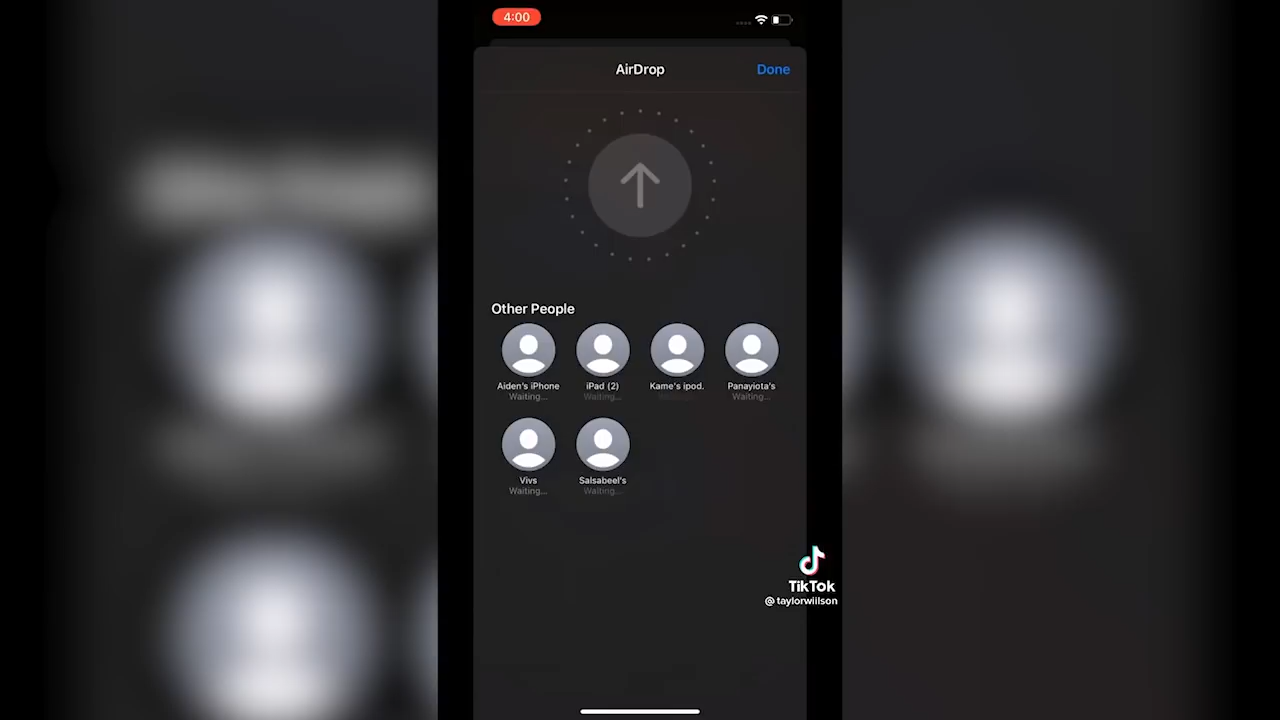 4:00
AirDrop
Done
Other People
Aiden's iPhone
Waiting...
iPad (2)
Waiting...
Kame's ipod.
Panayiota's
Waiting...
Vivs
Waiting...
Salsabeel's
Waiting...
TikTok
@taylorwiilson